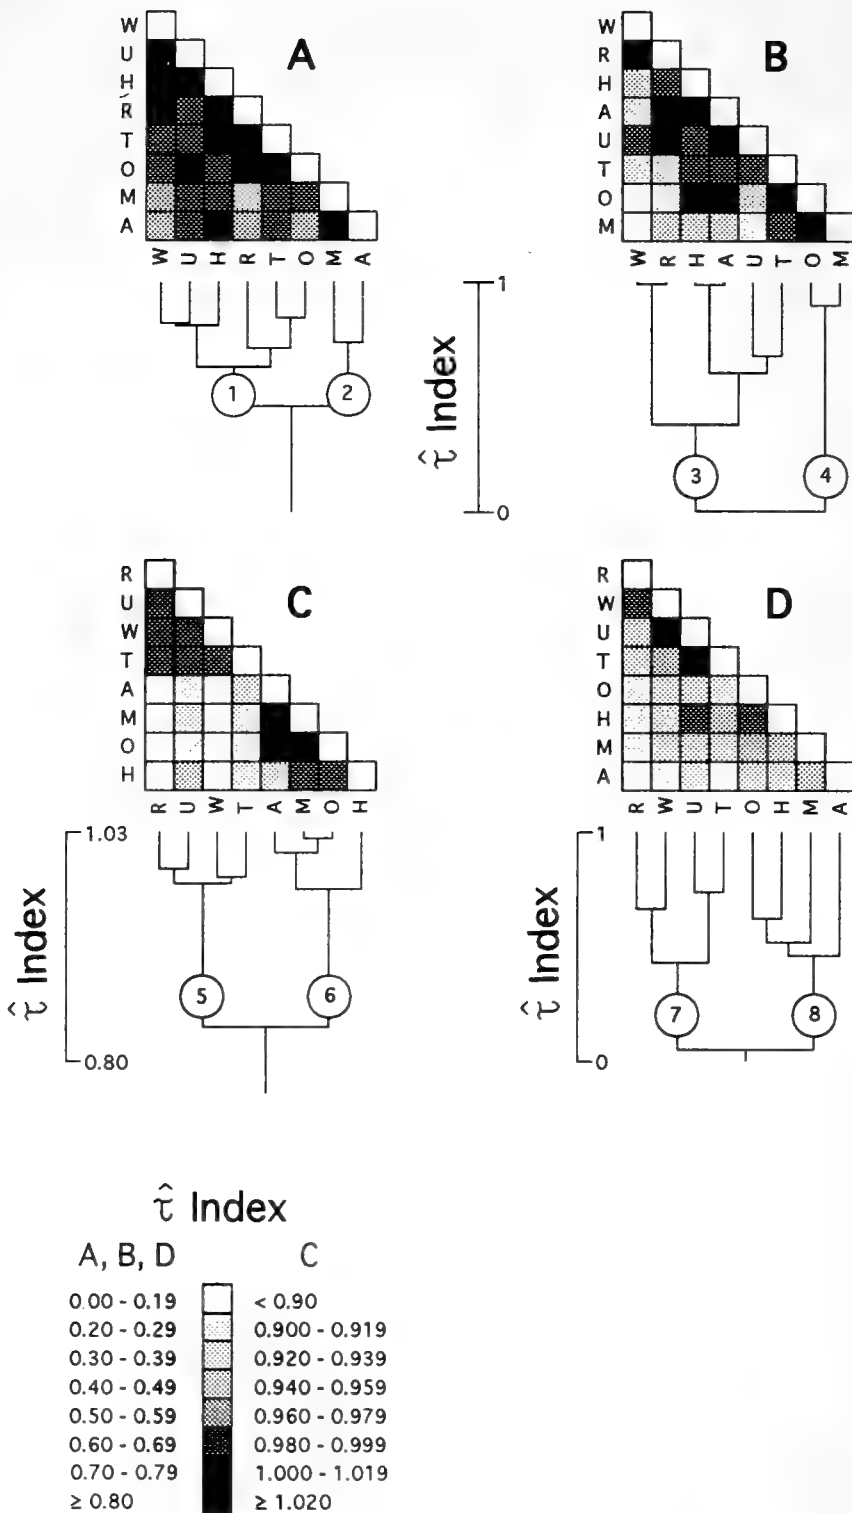 W
U
H
R
T
O
M
A
A
W U H R T O M A
W
R
H
A
U
T
O
M
B
W R H A U T O M
1
0
τ̂ Index
1
2
3
4
R
U
W
T
A
M
O
H
C
R U W T A M O H
1.03
0.80
τ̂ Index
5
6
R
W
U
T
O
H
M
A
D
R W U T O H M A
1
0
τ̂ Index
7
8
τ̂ Index
A, B, D C
0.00 - 0.19 < 0.90
0.20 - 0.29 0.900 - 0.919
0.30 - 0.39 0.920 - 0.939
0.40 - 0.49 0.940 - 0.959
0.50 - 0.59 0.960 - 0.979
0.60 - 0.69 0.980 - 0.999
0.70 - 0.79 1.000 - 1.019
≥ 0.80 ≥ 1.020